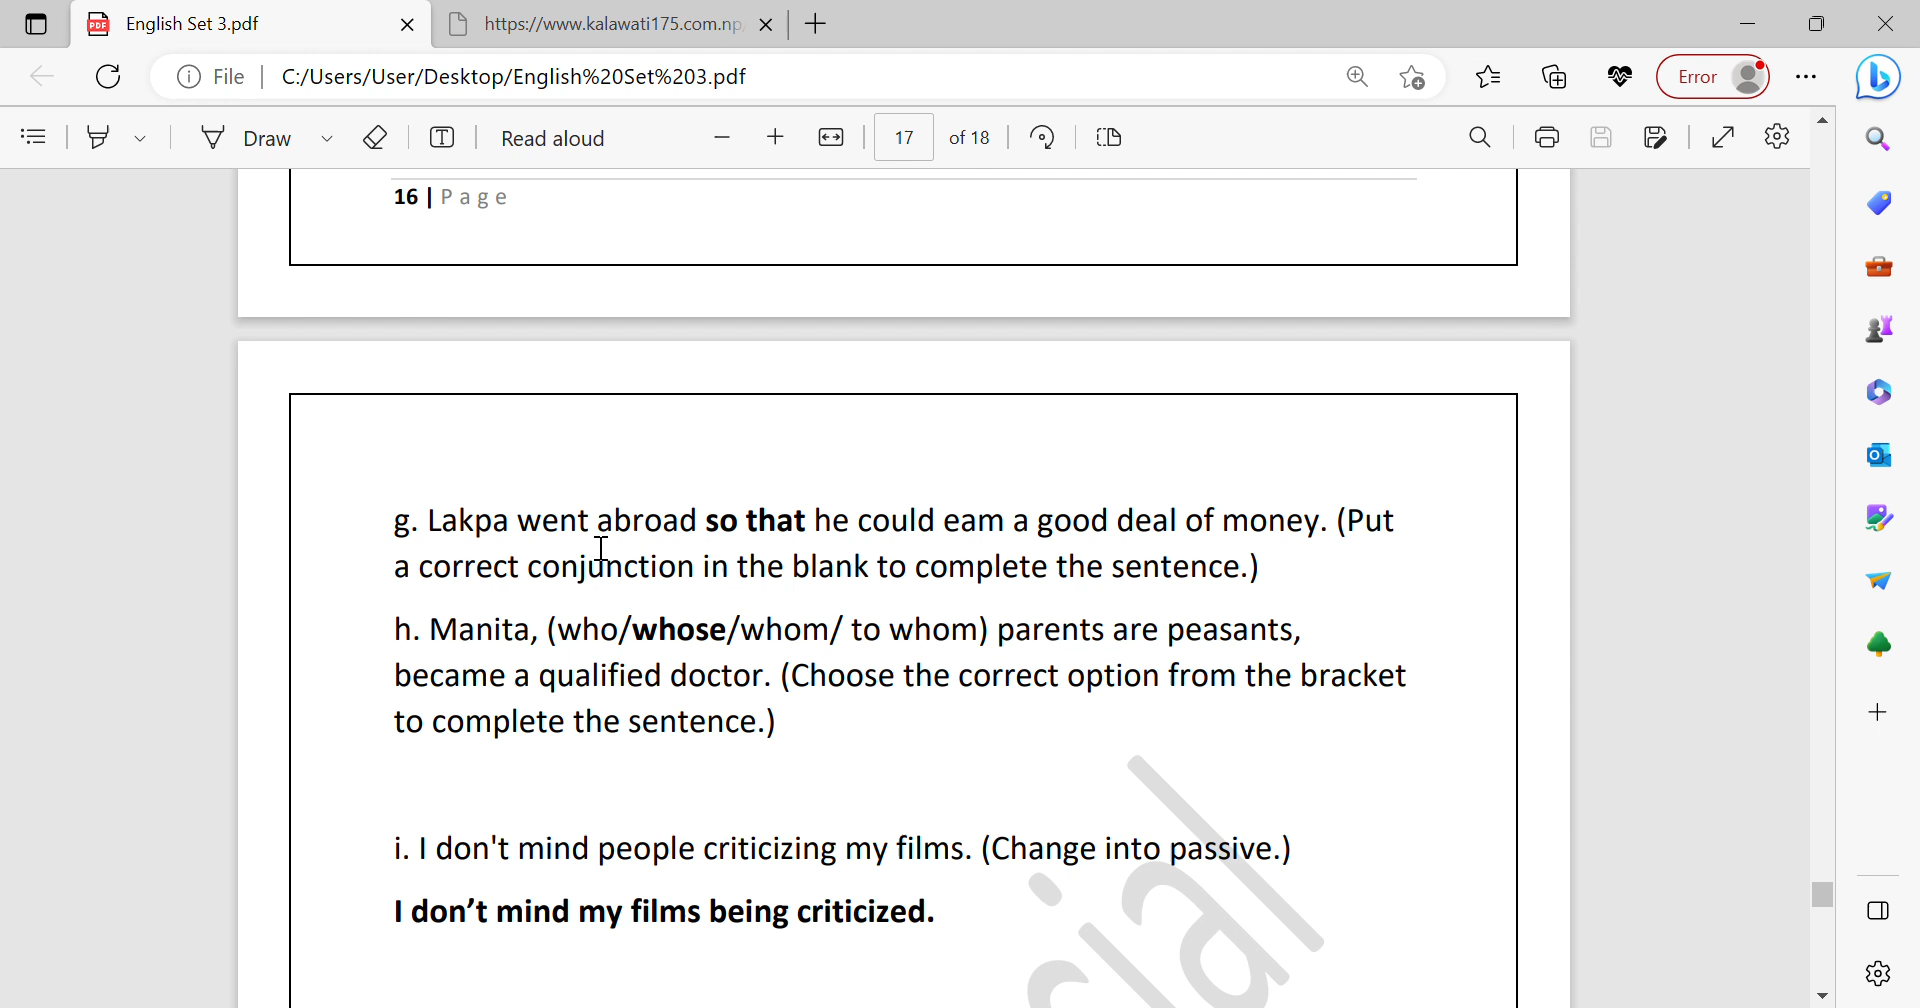 English Set 3.pdf
https://www.kalawati175.com.np/
File
C:/Users/User/Desktop/English%20Set%203.pdf
Error
Draw
Read aloud
17 of 18
16 | Page
g. Lakpa went abroad so that he could eam a good deal of money. (Put
a correct conjunction in the blank to complete the sentence.)
h. Manita, (who/whose/whom/ to whom) parents are peasants,
became a qualified doctor. (Choose the correct option from the bracket
to complete the sentence.)
i. I don't mind people criticizing my films. (Change into passive.)
I don’t mind my films being criticized.